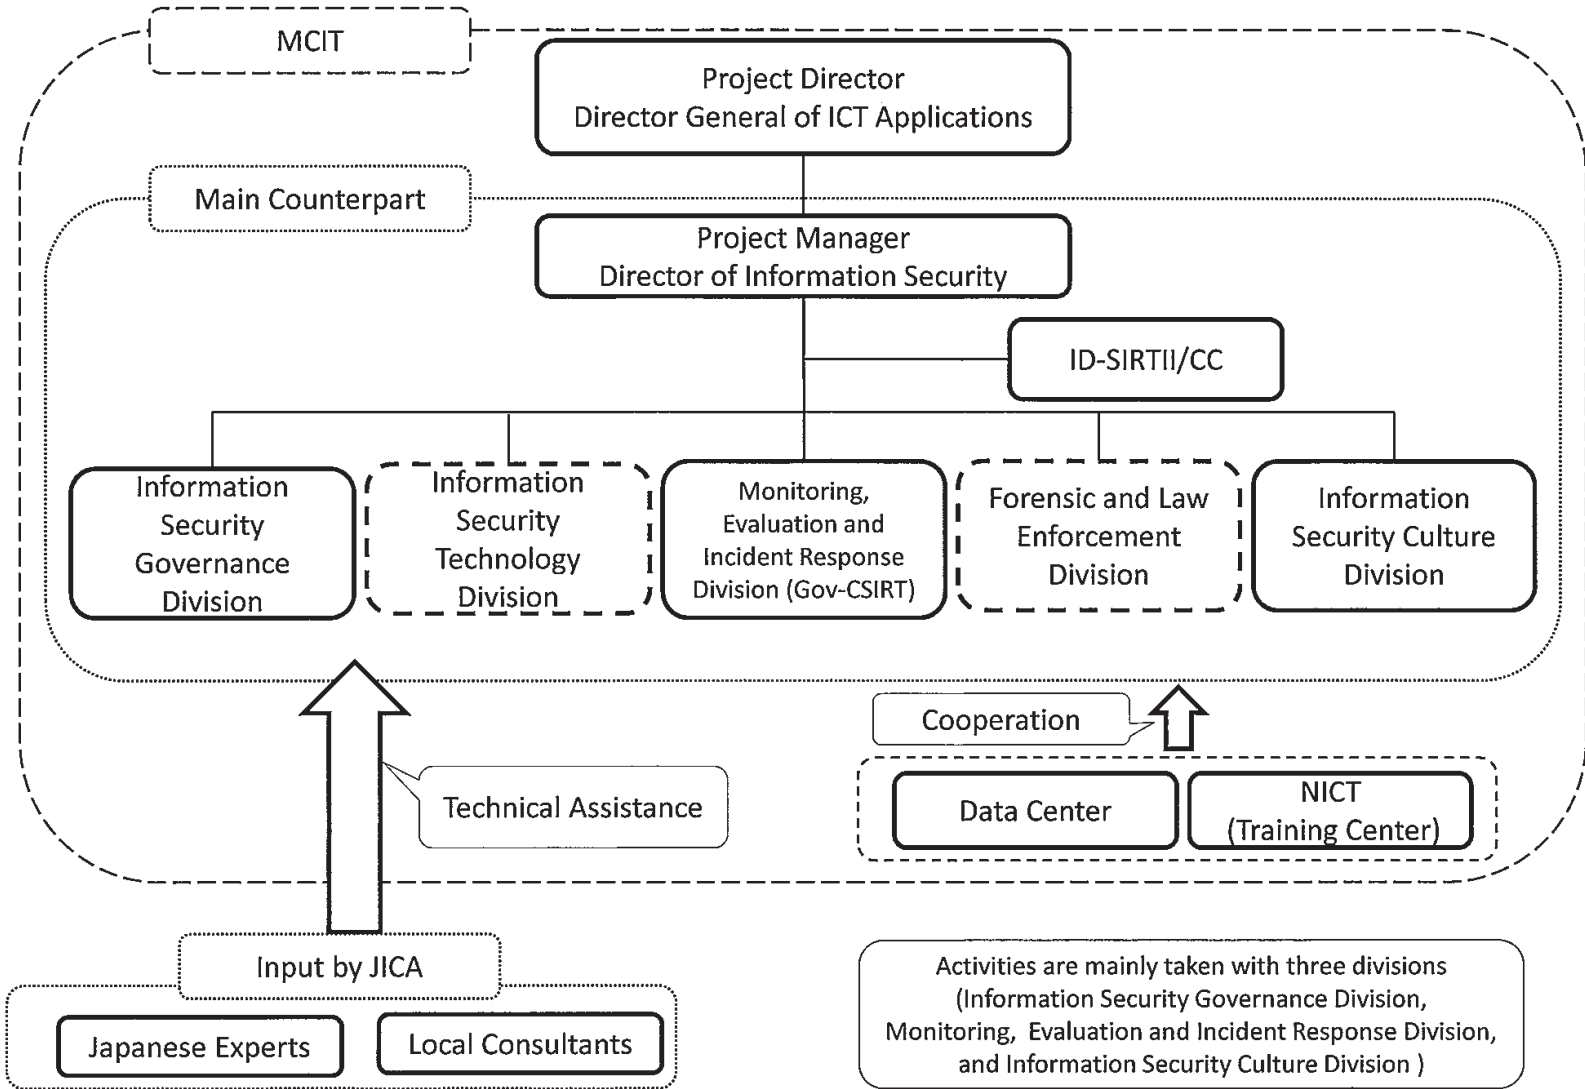 MCIT
Project Director
Director General of ICT Applications
Main Counterpart
Project Manager
Director of Information Security
ID-SIRTII/CC
Information
Security
Governance
Division
Information
Security
Technology
Division
Monitoring,
Evaluation and
Incident Response
Division (Gov-CSIRT)
Forensic and Law
Enforcement
Division
Information
Security Culture
Division
Cooperation
Technical Assistance
Data Center
NICT
(Training Center)
Input by JICA
Japanese Experts
Local Consultants
Activities are mainly taken with three divisions
(Information Security Governance Division,
Monitoring, Evaluation and Incident Response Division,
and Information Security Culture Division )